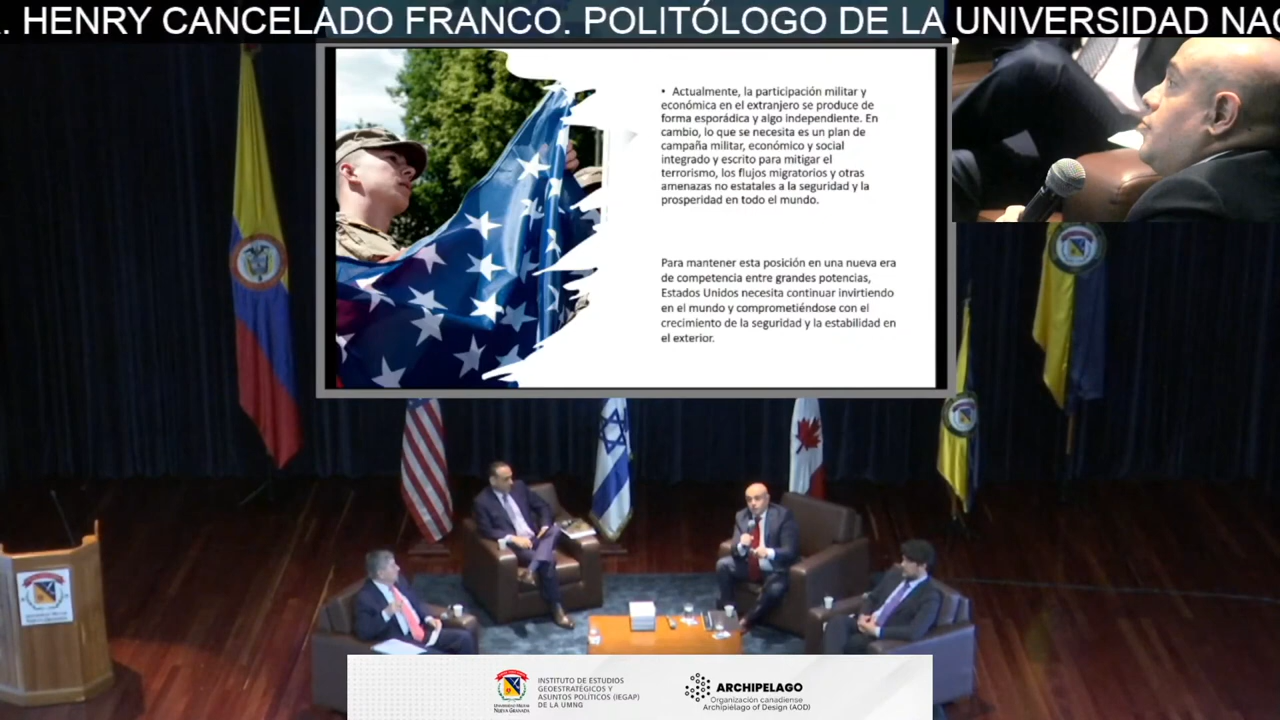 . HENRY CANCELADO FRANCO. POLITÓLOGO DE LA UNIVERSIDAD NAC
• Actualmente, la participación militar y
económica en el extranjero se produce de
forma esporádica y algo independiente. En
cambio, lo que se necesita es un plan de
campaña militar, económico y social
integrado y escrito para mitigar el
terrorismo, los flujos migratorios y otras
amenazas no estatales a la seguridad y la
prosperidad en todo el mundo.
Para mantener esta posición en una nueva era
de competencia entre grandes potencias,
Estados Unidos necesita continuar invirtiendo
en el mundo y comprometiéndose con el
crecimiento de la seguridad y la estabilidad en
el exterior.
UNIVERSIDAD MILITAR
NUEVA GRANADA
INSTITUTO DE ESTUDIOS
GEOESTRATÉGICOS Y
ASUNTOS POLÍTICOS (IEGAP)
DE LA UMNG
ARCHIPELAGO
Organización canadiense
Archipélago of Design (AOD)